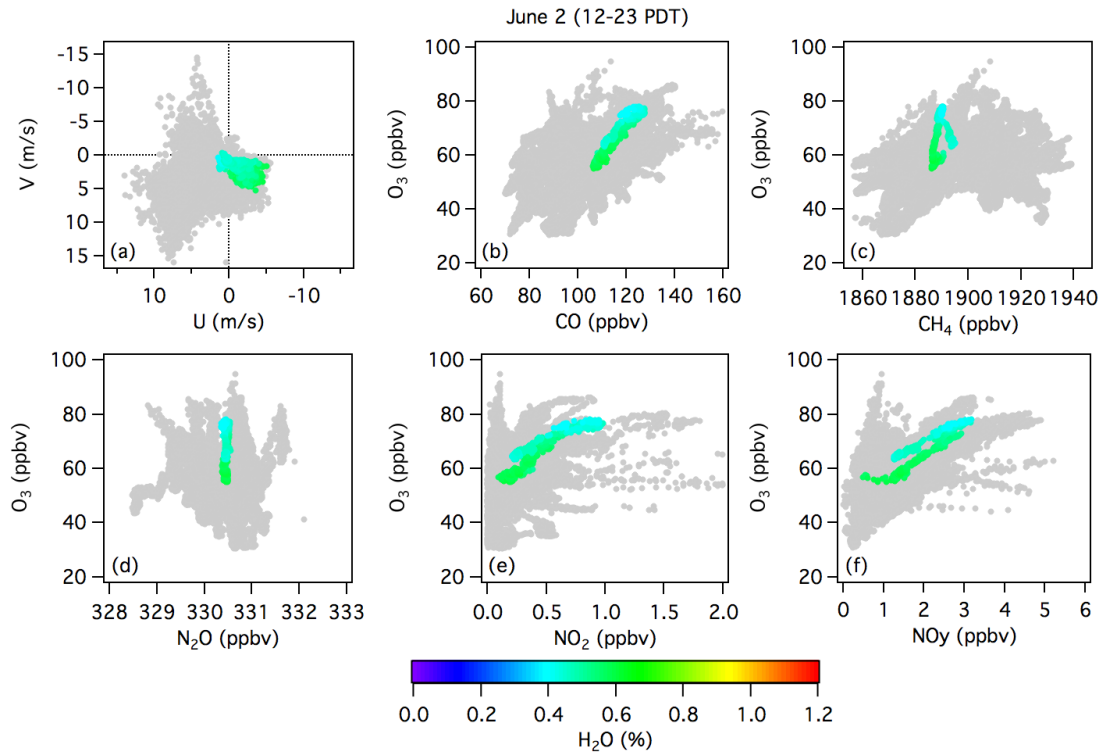 June 2 (12-23 PDT)
V (m/s)
-15
-10
-5
0
5
10
15
(a)
10 0 -10
U (m/s)
O3 (ppbv)
100
80
60
40
20
(b)
60 80 100 120 140 160
CO (ppbv)
O3 (ppbv)
100
80
60
40
20
(c)
1860 1880 1900 1920 1940
CH4 (ppbv)
O3 (ppbv)
100
80
60
40
20
(d)
328 329 330 331 332 333
N2O (ppbv)
O3 (ppbv)
100
80
60
40
20
(e)
0.0 0.5 1.0 1.5 2.0
NO2 (ppbv)
O3 (ppbv)
100
80
60
40
20
(f)
0 1 2 3 4 5 6
NOy (ppbv)
0.0 0.2 0.4 0.6 0.8 1.0 1.2
H2O (%)